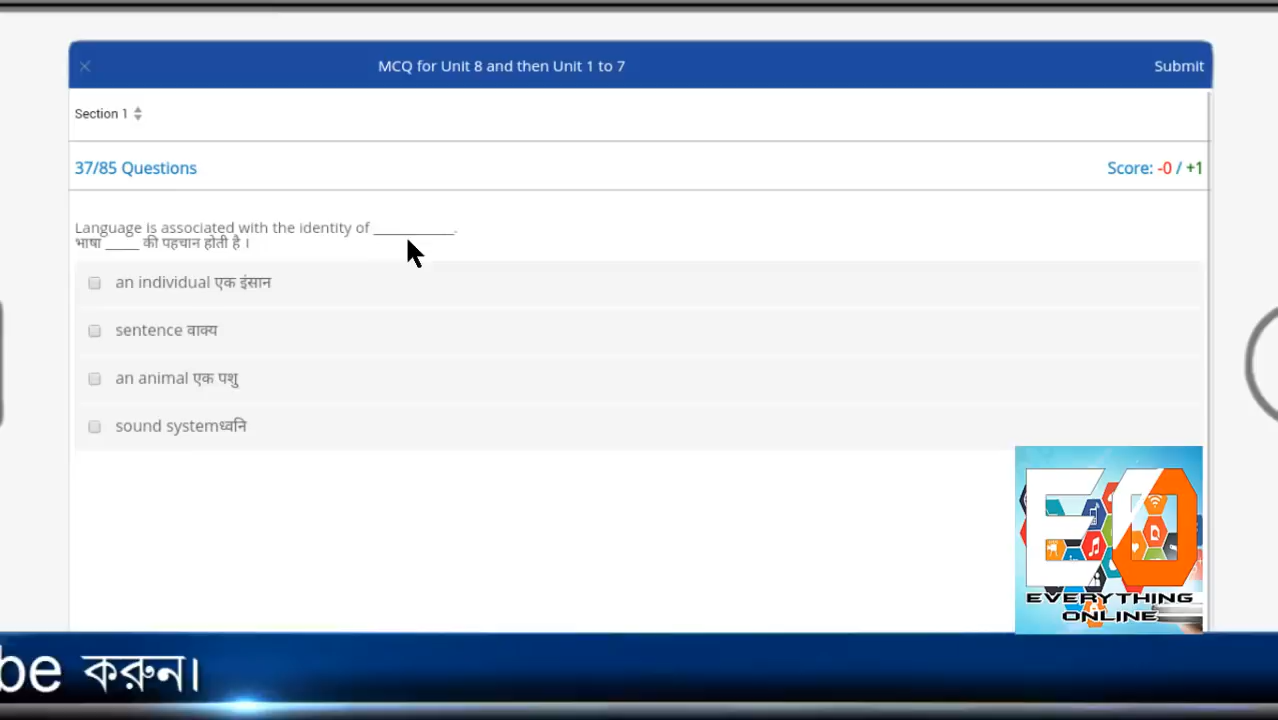 MCQ for Unit 8 and then Unit 1 to 7
Submit
Section 1
37/85 Questions
Score: -0 / +1
Language is associated with the identity of __________.
भाषा _____ की पहचान होती है ।
an individual एक इंसान
sentence वाक्य
an animal एक पशु
sound systemध्वनि
EO
EVERYTHING
ONLINE
be করুন।